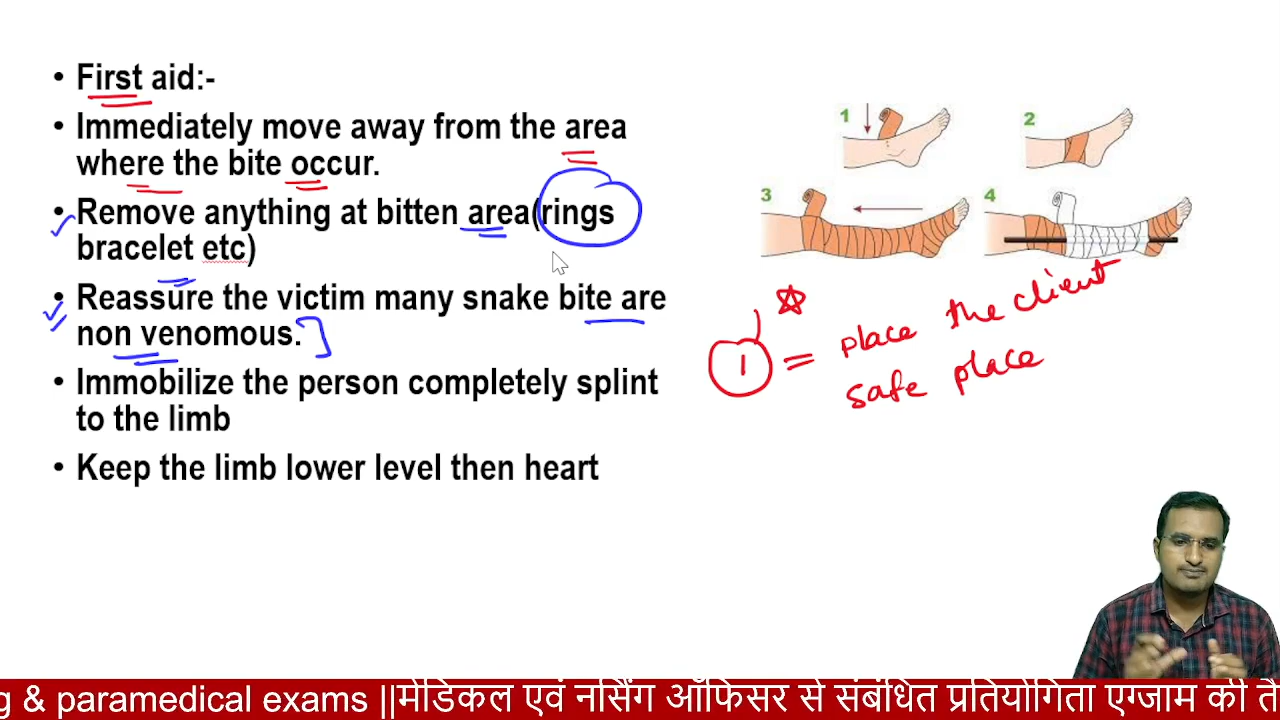 • First aid:-
• Immediately move away from the area
where the bite occur.
• Remove anything at bitten area(rings
bracelet etc)
• Reassure the victim many snake bite are
non venomous.
• Immobilize the person completely splint
to the limb
• Keep the limb lower level then heart
1
2
3
4
1 = place the client
safe place
g & paramedical exams ||मेडिकल एवं नर्सिंग ऑफिसर से संबंधित प्रतियोगिता एग्जाम की तै